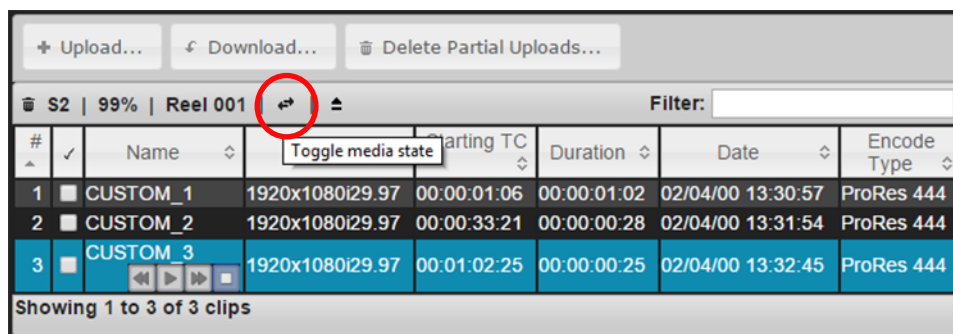 Upload... Download... Delete Partial Uploads...
S2 | 99% | Reel 001 | | Filter:
# ✓ Name Starting TC Duration Date Encode Type
Toggle media state
1 CUSTOM_1 1920x1080i29.97 00:00:01:06 00:00:01:02 02/04/00 13:30:57 ProRes 444
2 CUSTOM_2 1920x1080i29.97 00:00:33:21 00:00:00:28 02/04/00 13:31:54 ProRes 444
3 CUSTOM_3 1920x1080i29.97 00:01:02:25 00:00:00:25 02/04/00 13:32:45 ProRes 444
Showing 1 to 3 of 3 clips